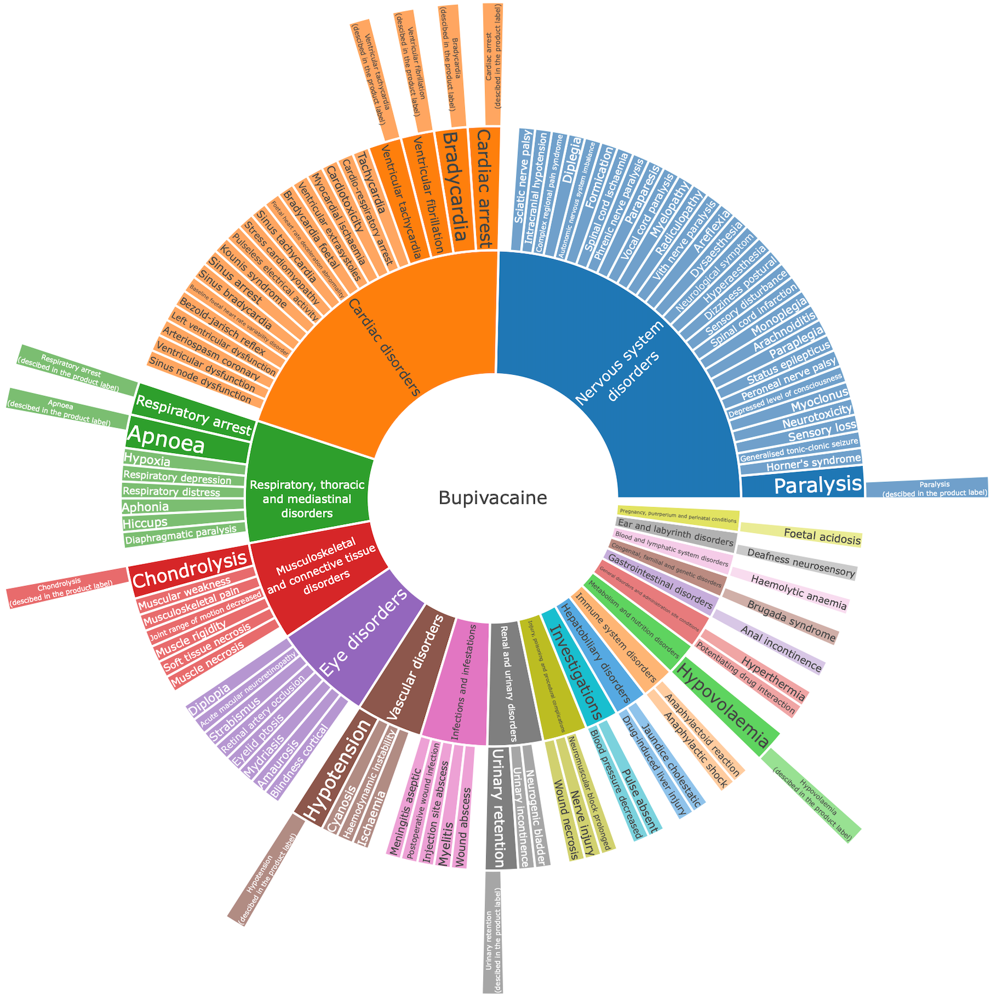 Bupivacaine
Nervous system
disorders
Sciatic nerve palsy
Intracranial hypotension
Complex regional pain syndrome
Diplegia
Autonomic nervous system imbalance
Formication
Spinal cord ischaemia
Phrenic nerve paralysis
Paraparesis
Vocal cord paralysis
Myelopathy
Radiculopathy
VIth nerve paralysis
Areflexia
Dysaesthesia
Neurological symptom
Hyperaesthesia
Dizziness postural
Sensory disturbance
Spinal cord infarction
Monoplegia
Arachnoiditis
Paraplegia
Status epilepticus
Peroneal nerve palsy
Depressed level of consciousness
Myoclonus
Neurotoxicity
Sensory loss
Generalised tonic-clonic seizure
Horner's syndrome
Paralysis
Paralysis
(descibed in the product label)
Pregnancy, puerperium and perinatal conditions
Foetal acidosis
Ear and labyrinth disorders
Deafness neurosensory
Blood and lymphatic system disorders
Haemolytic anaemia
Congenital, familial and genetic disorders
Brugada syndrome
Gastrointestinal disorders
Anal incontinence
General disorders and administration site conditions
Hyperthermia
Potentiating drug interaction
Metabolism and nutrition disorders
Hypovolaemia
Hypovolaemia
(descibed in the product label)
Immune system disorders
Anaphylactoid reaction
Anaphylactic shock
Hepatobiliary disorders
Jaundice cholestatic
Drug-induced liver injury
Investigations
Pulse absent
Blood pressure decreased
Injury, poisoning and procedural complications
Neuromuscular block prolonged
Nerve injury
Wound necrosis
Renal and urinary disorders
Neurogenic bladder
Urinary incontinence
Urinary retention
Urinary retention
(descibed in the product label)
Infections and infestations
Wound abscess
Myelitis
Injection site abscess
Postoperative wound infection
Meningitis aseptic
Vascular disorders
Ischaemia
Haemodynamic instability
Cyanosis
Hypotension
Hypotension
(descibed in the product label)
Eye disorders
Blindness cortical
Amaurosis
Mydriasis
Eyelid ptosis
Retinal artery occlusion
Strabismus
Acute macular neuroretinopathy
Diplopia
Musculoskeletal
and connective tissue
disorders
Muscle necrosis
Soft tissue necrosis
Muscle rigidity
Joint range of motion decreased
Musculoskeletal pain
Muscular weakness
Chondrolysis
Chondrolysis
(descibed in the product label)
Respiratory, thoracic
and mediastinal
disorders
Diaphragmatic paralysis
Hiccups
Aphonia
Respiratory distress
Respiratory depression
Hypoxia
Apnoea
Apnoea
(descibed in the product label)
Respiratory arrest
Respiratory arrest
(descibed in the product label)
Cardiac disorders
Sinus node dysfunction
Ventricular dysfunction
Arteriospasm coronary
Left ventricular dysfunction
Bezold-jarisch reflex
Baseline foetal heart rate variability disorder
Sinus bradycardia
Sinus arrest
Kounis syndrome
Pulseless electrical activity
Stress cardiomyopathy
Sinus tachycardia
Foetal heart rate deceleration abnormality
Bradycardia foetal
Ventricular extrasystoles
Myocardial ischaemia
Cardiotoxicity
Cardio-respiratory arrest
Tachycardia
Ventricular tachycardia
Ventricular tachycardia
(descibed in the product label)
Ventricular fibrillation
Ventricular fibrillation
(descibed in the product label)
Bradycardia
Bradycardia
(descibed in the product label)
Cardiac arrest
Cardiac arrest
(descibed in the product label)